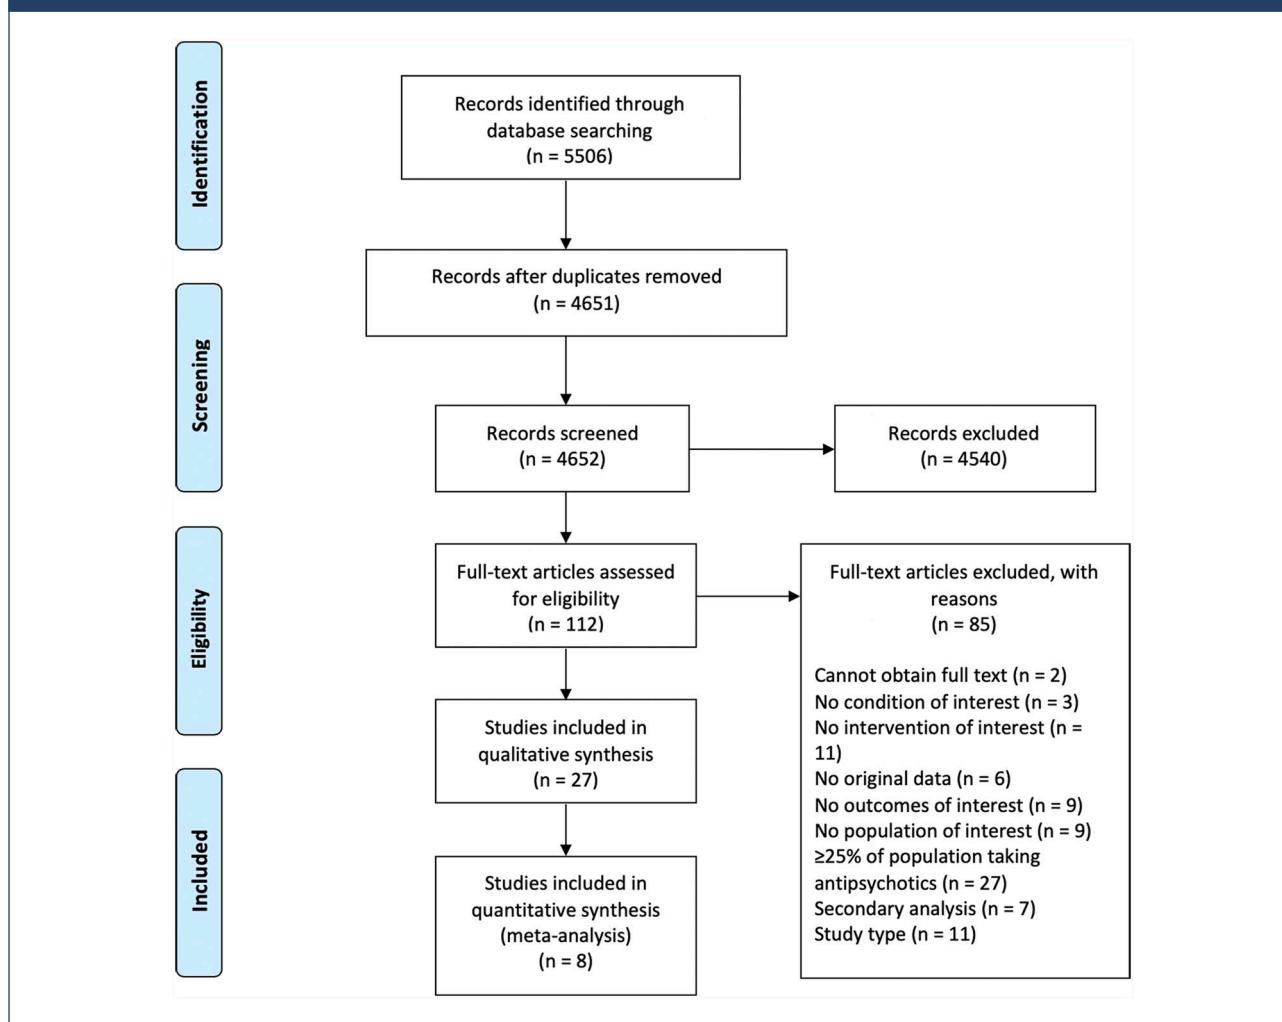 Identification
Records identified through
database searching
(n = 5506)
Records after duplicates removed
(n = 4651)
Screening
Records screened
(n = 4652)
Records excluded
(n = 4540)
Eligibility
Full-text articles assessed
for eligibility
(n = 112)
Full-text articles excluded, with
reasons
(n = 85)
Cannot obtain full text (n = 2)
No condition of interest (n = 3)
No intervention of interest (n =
11)
No original data (n = 6)
No outcomes of interest (n = 9)
No population of interest (n = 9)
≥25% of population taking
antipsychotics (n = 27)
Secondary analysis (n = 7)
Study type (n = 11)
Studies included in
qualitative synthesis
(n = 27)
Included
Studies included in
quantitative synthesis
(meta-analysis)
(n = 8)